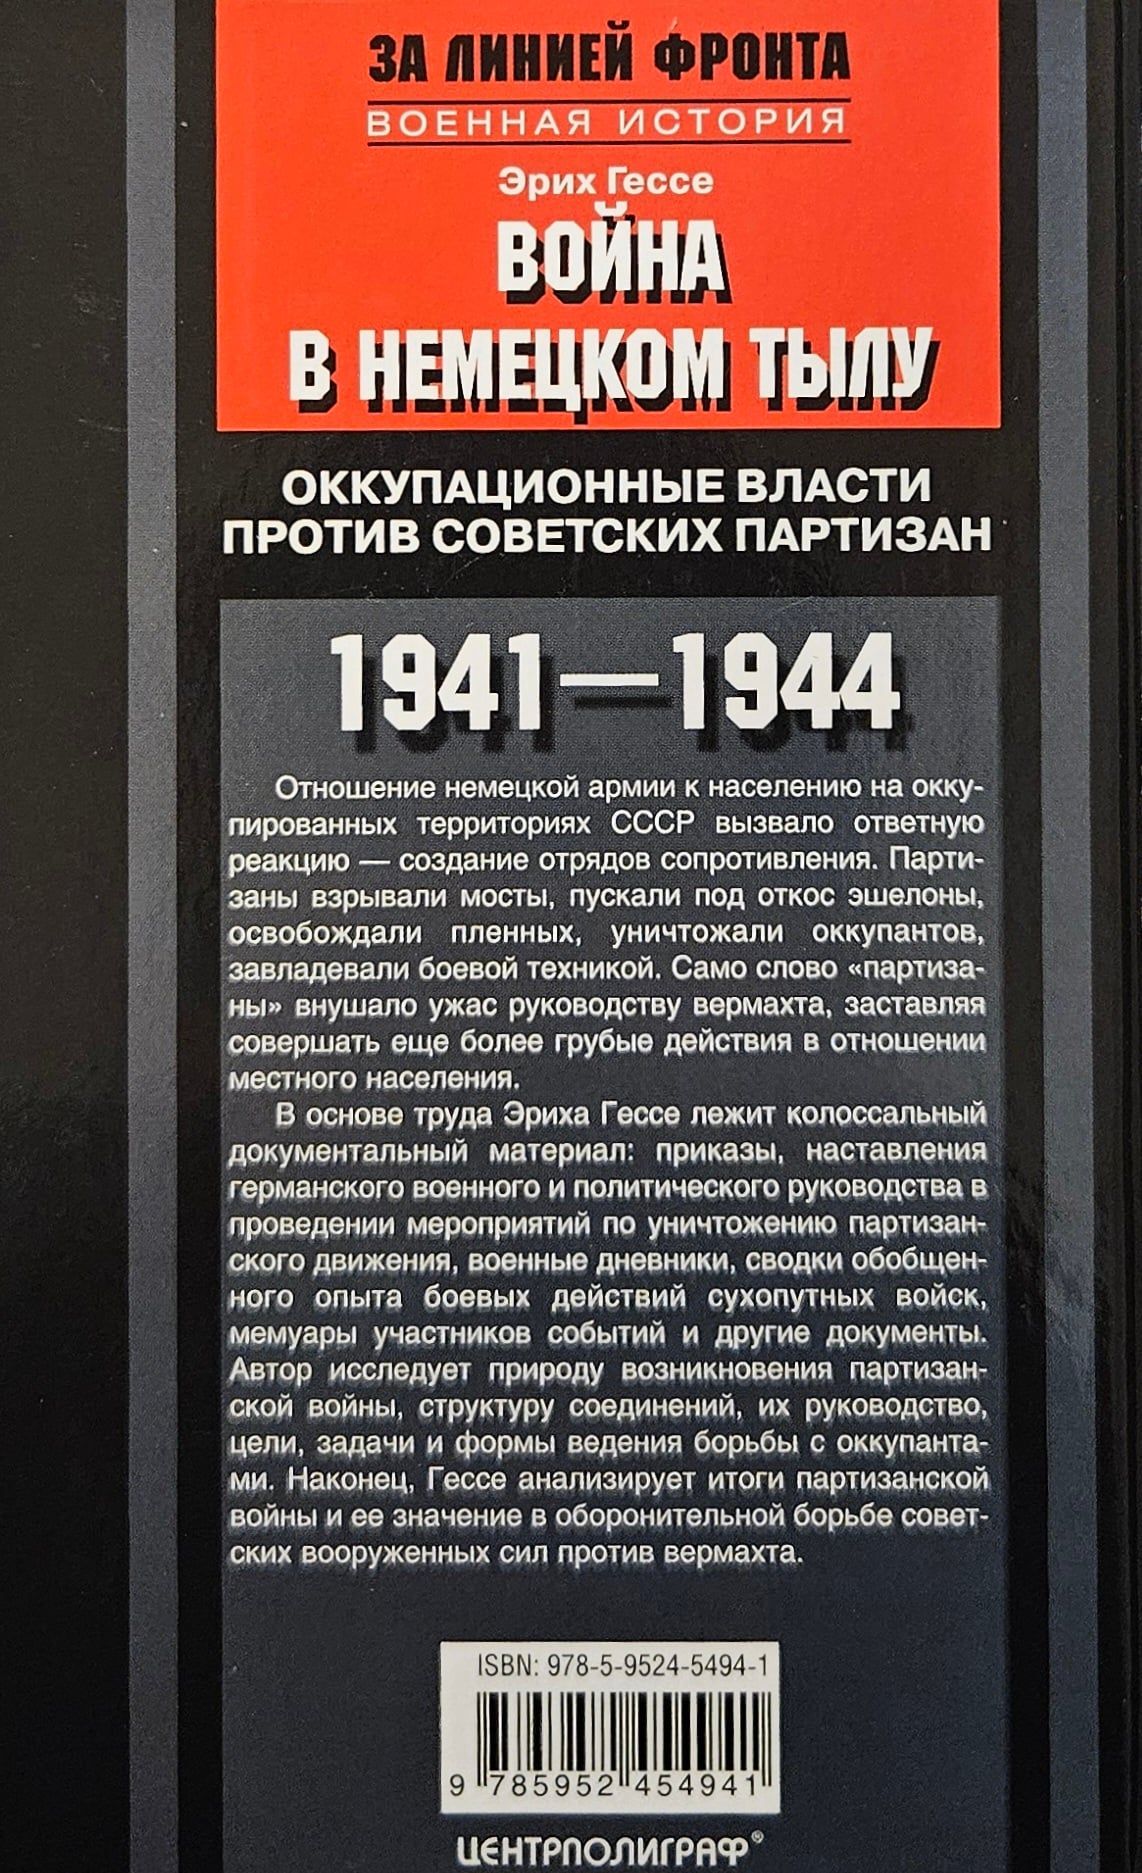 ЗА ЛИНИЕЙ ФРОНТА
ВОЕННАЯ ИСТОРИЯ
Эрих Гессе
ВОЙНА
В НЕМЕЦКОМ ТЫЛУ
ОККУПАЦИОННЫЕ ВЛАСТИ
ПРОТИВ СОВЕТСКИХ ПАРТИЗАН
1941—1944
Отношение немецкой армии к населению на окку-
пированных территориях СССР вызвало ответную
реакцию — создание отрядов сопротивления. Парти-
заны взрывали мосты, пускали под откос эшелоны,
освобождали пленных, уничтожали оккупантов,
завладевали боевой техникой. Само слово «партиза-
ны» внушало ужас руководству вермахта, заставляя
совершать еще более грубые действия в отношении
местного населения.
В основе труда Эриха Гессе лежит колоссальный
документальный материал: приказы, наставления
германского военного и политического руководства в
проведении мероприятий по уничтожению партизан-
ского движения, военные дневники, сводки обобщен-
ного опыта боевых действий сухопутных войск,
мемуары участников событий и другие документы.
Автор исследует природу возникновения партизан-
ской войны, структуру соединений, их руководство,
цели, задачи и формы ведения борьбы с оккупанта-
ми. Наконец, Гессе анализирует итоги партизанской
войны и ее значение в оборонительной борьбе совет-
ских вооруженных сил против вермахта.
ISBN: 978-5-9524-5494-1
9 785952 454941
ЦЕНТРПОЛИГРАФ®